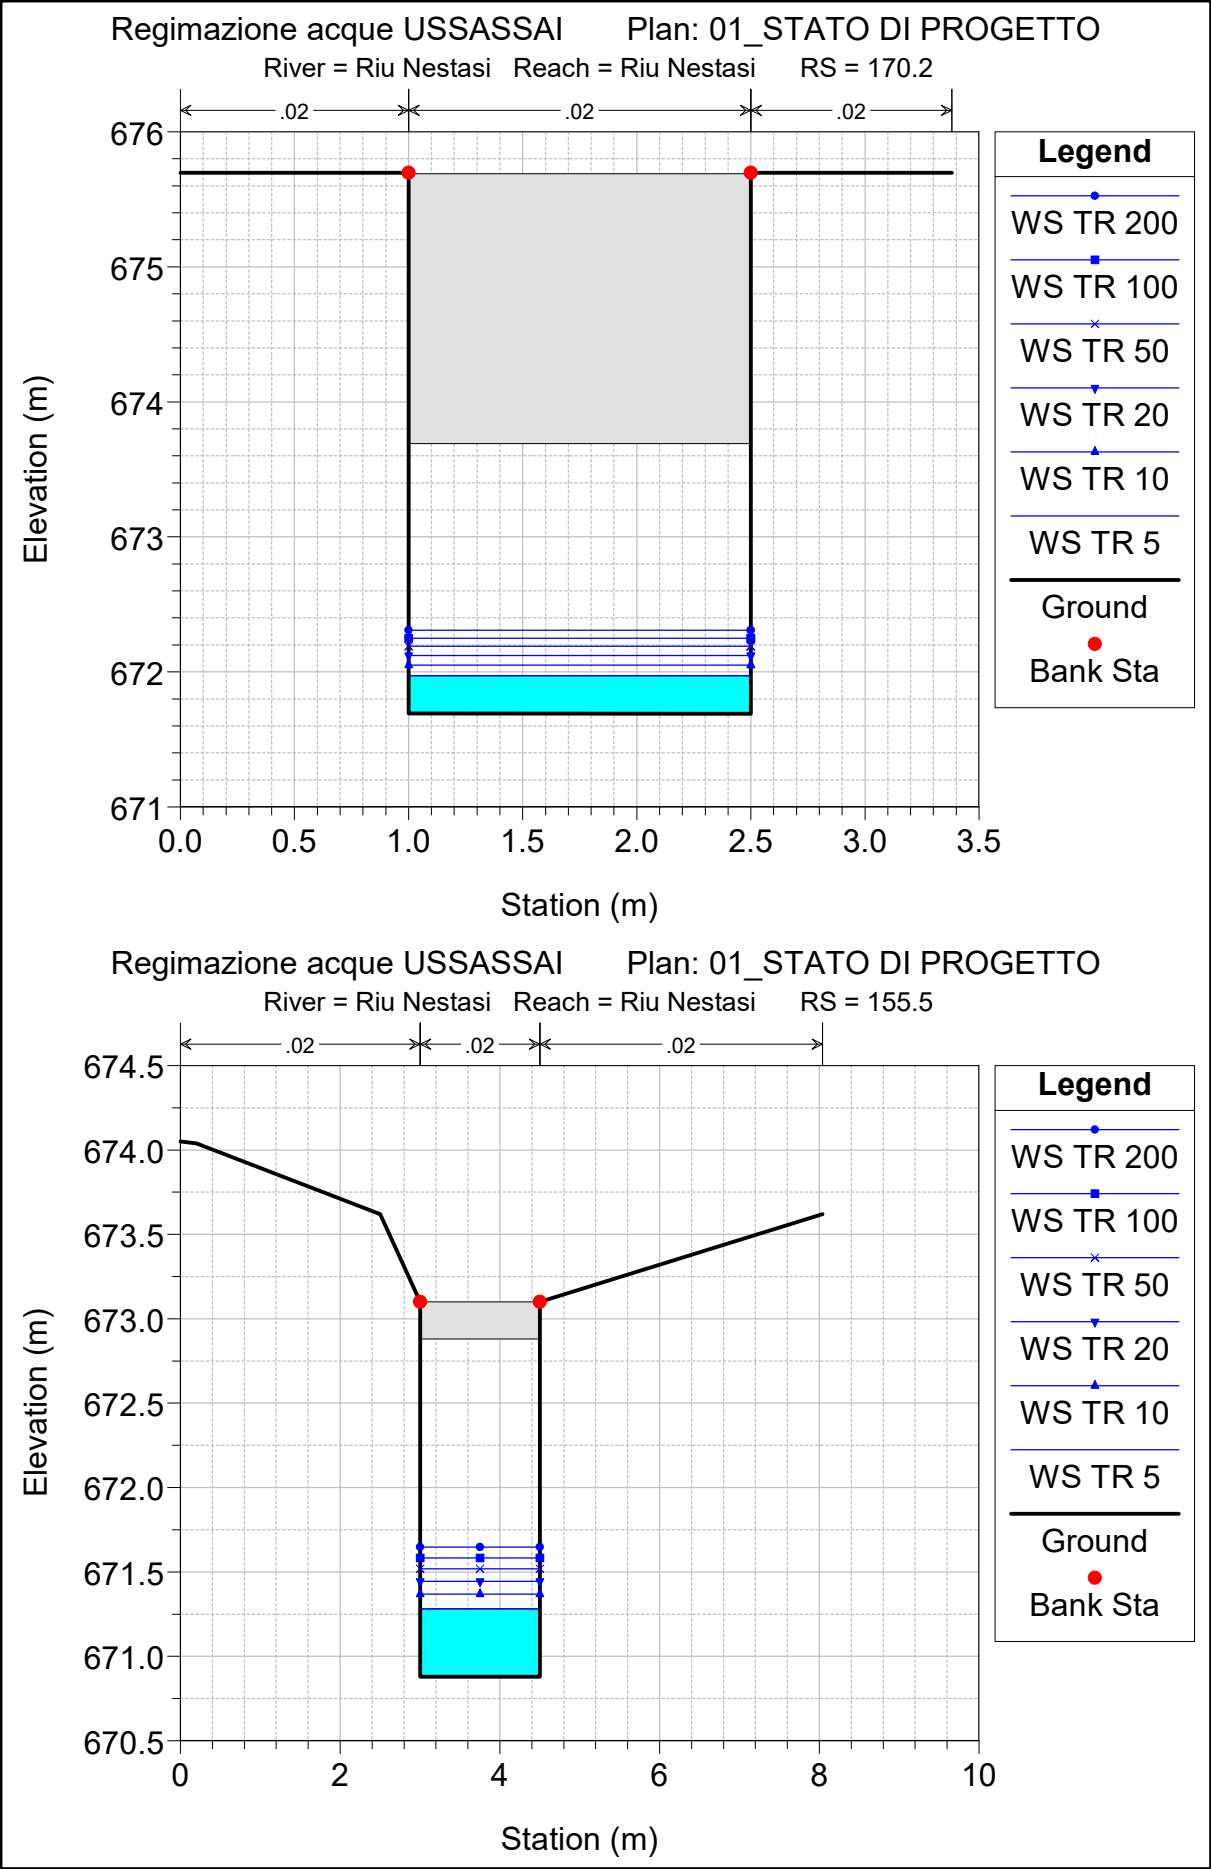 Regimazione acque USSASSAI Plan: 01_STATO DI PROGETTO
River = Riu Nestasi Reach = Riu Nestasi RS = 170.2
.02 .02 .02
676
675
674
673
672
671
0.0 0.5 1.0 1.5 2.0 2.5 3.0 3.5
Elevation (m)
Station (m)
Legend
WS TR 200
WS TR 100
WS TR 50
WS TR 20
WS TR 10
WS TR 5
Ground
Bank Sta
Regimazione acque USSASSAI Plan: 01_STATO DI PROGETTO
River = Riu Nestasi Reach = Riu Nestasi RS = 155.5
.02 .02 .02
674.5
674.0
673.5
673.0
672.5
672.0
671.5
671.0
670.5
0 2 4 6 8 10
Elevation (m)
Station (m)
Legend
WS TR 200
WS TR 100
WS TR 50
WS TR 20
WS TR 10
WS TR 5
Ground
Bank Sta